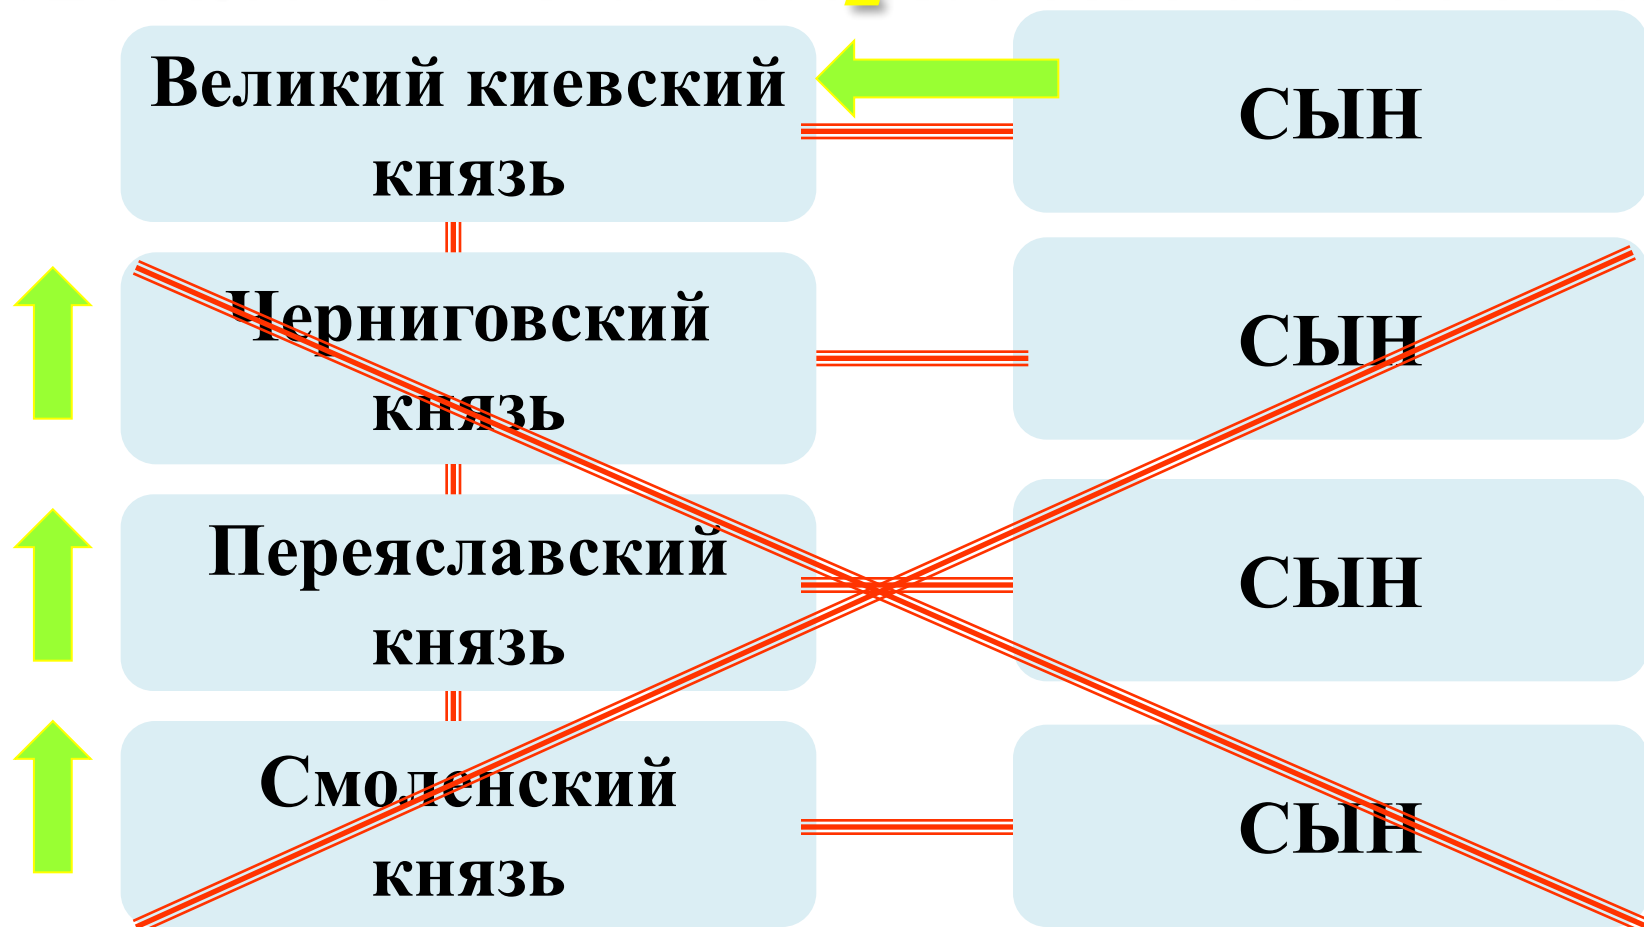 Великий киевский
князь
СЫН
Черниговский
князь
СЫН
Переяславский
князь
СЫН
Смоленский
князь
СЫН